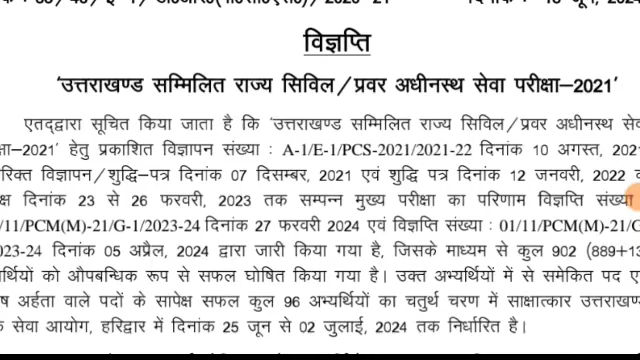 विज्ञप्ति
'उत्तराखण्ड सम्मिलित राज्य सिविल/प्रवर अधीनस्थ सेवा परीक्षा–2021'
एतद्द्वारा सूचित किया जाता है कि 'उत्तराखण्ड सम्मिलित राज्य सिविल/प्रवर अधीनस्थ
–2021' हेतु प्रकाशित विज्ञापन संख्या : A-1/E-1/PCS-2021/2021-22 दिनांक 10 अगस्त, 202
विज्ञापन/शुद्धि–पत्र दिनांक 07 दिसम्बर, 2021 एवं शुद्धि पत्र दिनांक 12 जनवरी, 2022
दिनांक 23 से 26 फरवरी, 2023 तक सम्पन्न मुख्य परीक्षा का परिणाम विज्ञप्ति संख्या
/11/PCM(M)-21/G-1/2023-24 दिनांक 27 फरवरी 2024 एवं विज्ञप्ति संख्या : 01/11/PCM(M)-21/G
023-24 दिनांक 05 अप्रैल, 2024 द्वारा जारी किया गया है, जिसके माध्यम से कुल 902 (889+13
को औपबन्धिक रूप से सफल घोषित किया गया है। उक्त अभ्यर्थियों में से समेकित पद
अर्हता वाले पदों के सापेक्ष सफल कुल 96 अभ्यर्थियों का चतुर्थ चरण में साक्षात्कार
सेवा आयोग, हरिद्वार में दिनांक 25 जून से 02 जुलाई, 2024 तक निर्धारित है।